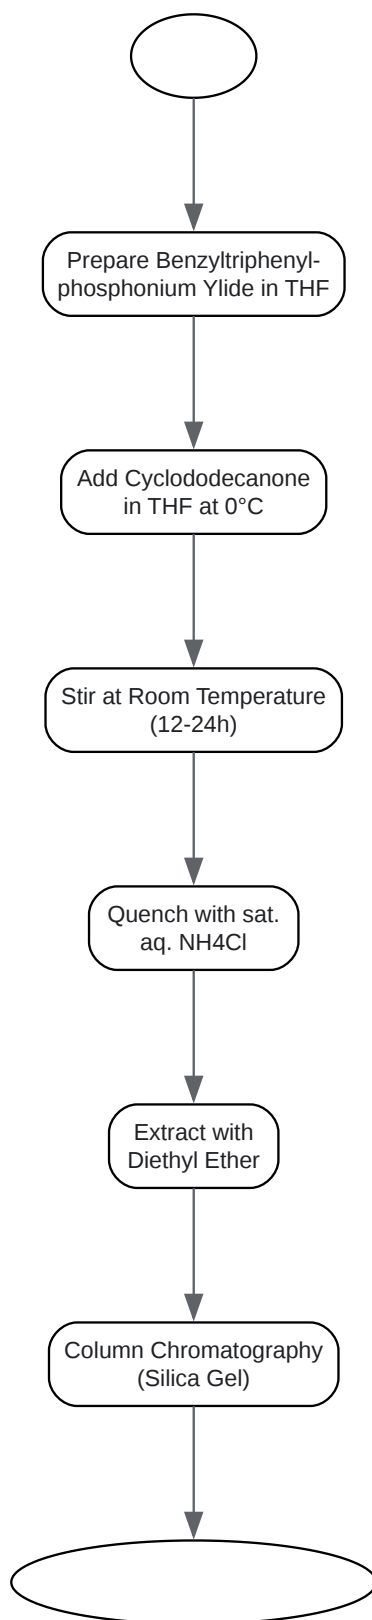 Prepare Benzyltriphenyl-
phosphonium Ylide in THF
Add Cyclododecanone
in THF at 0°C
Stir at Room Temperature
(12-24h)
Quench with sat.
aq. NH4Cl
Extract with
Diethyl Ether
Column Chromatography
(Silica Gel)